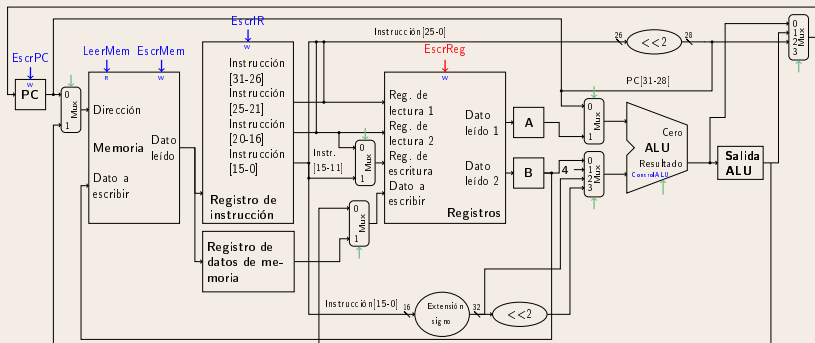 EscrPC
W
PC
0
Mux
1
LeerMem
EscrMem
R
W
Dirección
Memoria
Dato
leído
Dato a
escribir
EscrIR
W
Instrucción
[31-26]
Instrucción
[25-21]
Instrucción
[20-16]
Instrucción
[15-0]
Registro de
instrucción
Registro de
datos de me-
moria
Instrucción[25-0]
Instr.
[15-11]
0
Mux
1
0
Mux
1
EscrReg
W
Reg. de
lectura 1
Reg. de
lectura 2
Reg. de
escritura
Dato a
escribir
Dato
leído 1
Dato
leído 2
Registros
A
B
4
26
<<2
28
PC[31-28]
0
Mux
1
0
1
2
3
Mux
Cero
ALU
Resultado
ControlALU
Salida
ALU
0
1
2
3
Mux
Instrucción[15-0]
16
Extensión
signo
32
<<2